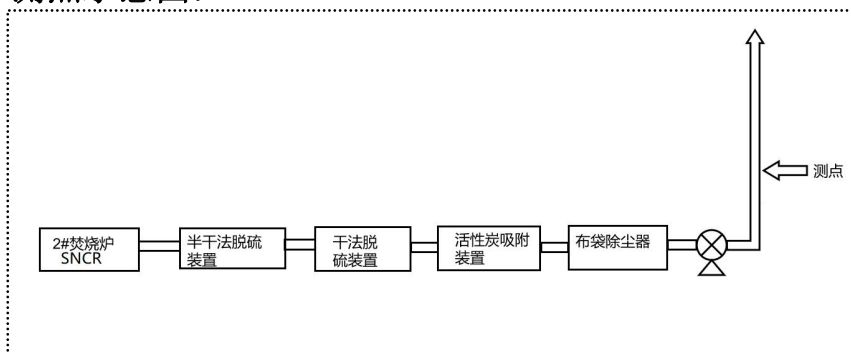 测点
2#焚烧炉
SNCR
半干法脱硫
装置
干法脱
硫装置
活性炭吸附
装置
布袋除尘器